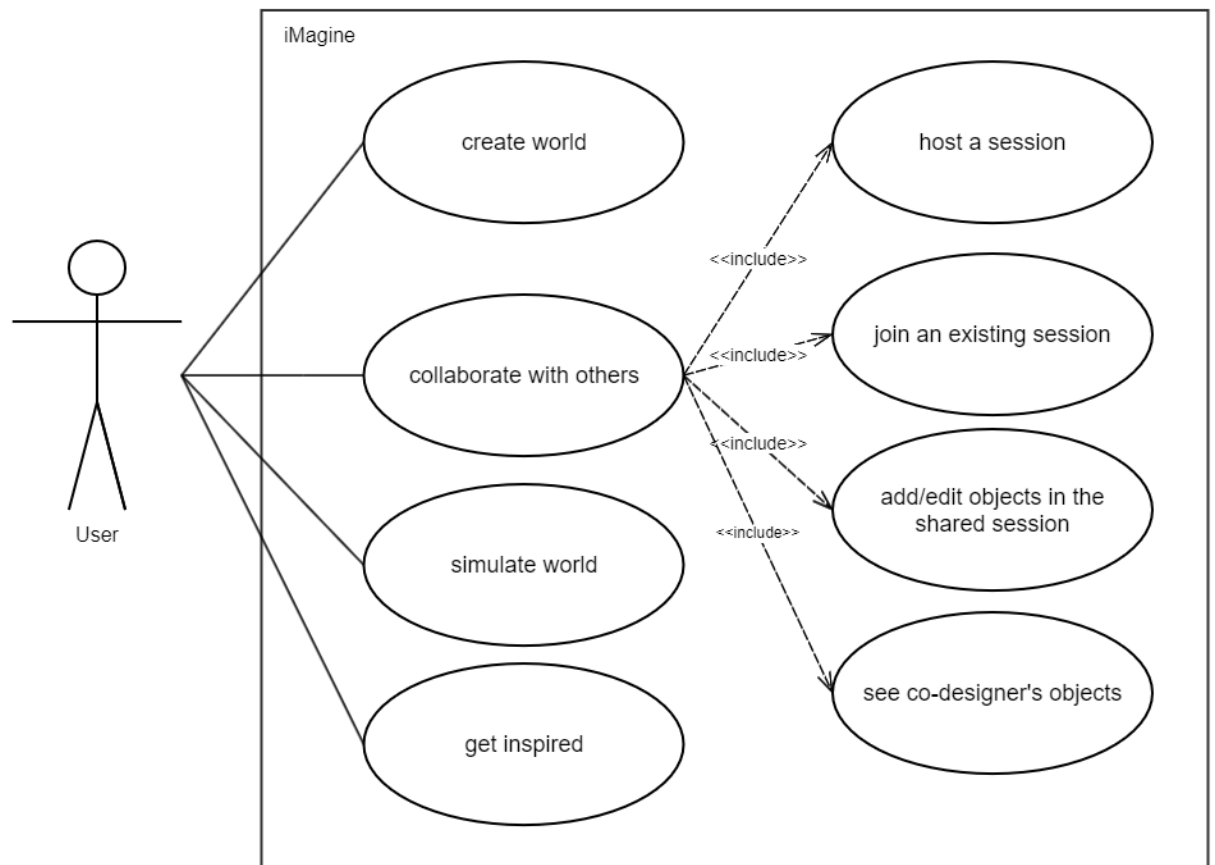 iMagine
create world
host a session
<<include>>
join an existing session
<<include>>
collaborate with others
<<include>>
add/edit objects in the
shared session
User
<<include>>
simulate world
see co-designer's objects
get inspired